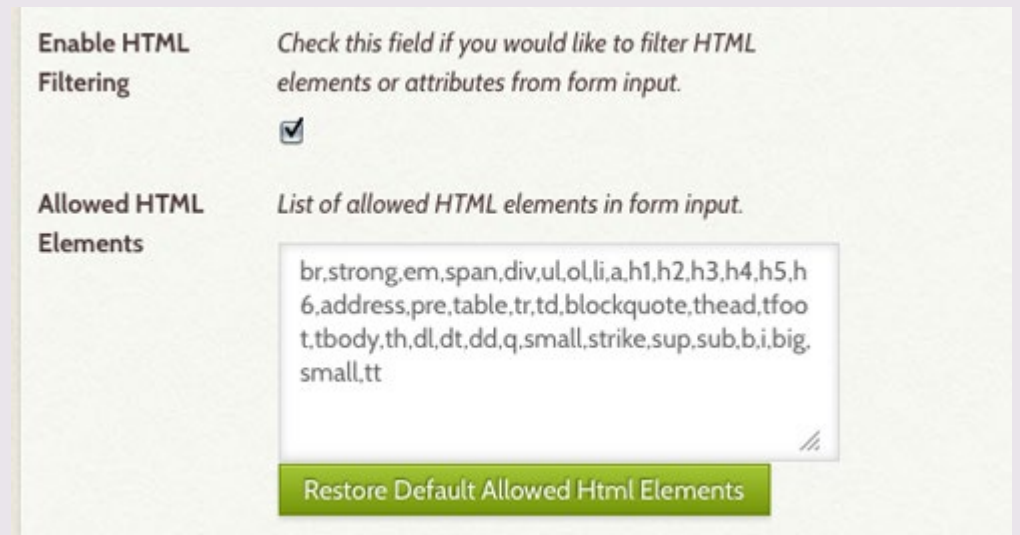 Enable HTML
Filtering
Check this field if you would like to filter HTML
elements or attributes from form input.
Allowed HTML
Elements
List of allowed HTML elements in form input.
br,strong,em,span,div,ul,ol,li,a,h1,h2,h3,h4,h5,h
6,address,pre,table,tr,td,blockquote,thead,tfoo
t,tbody,th,dl,dt,dd,q,small,strike,sup,sub,b,i,big,
small,tt
Restore Default Allowed Html Elements